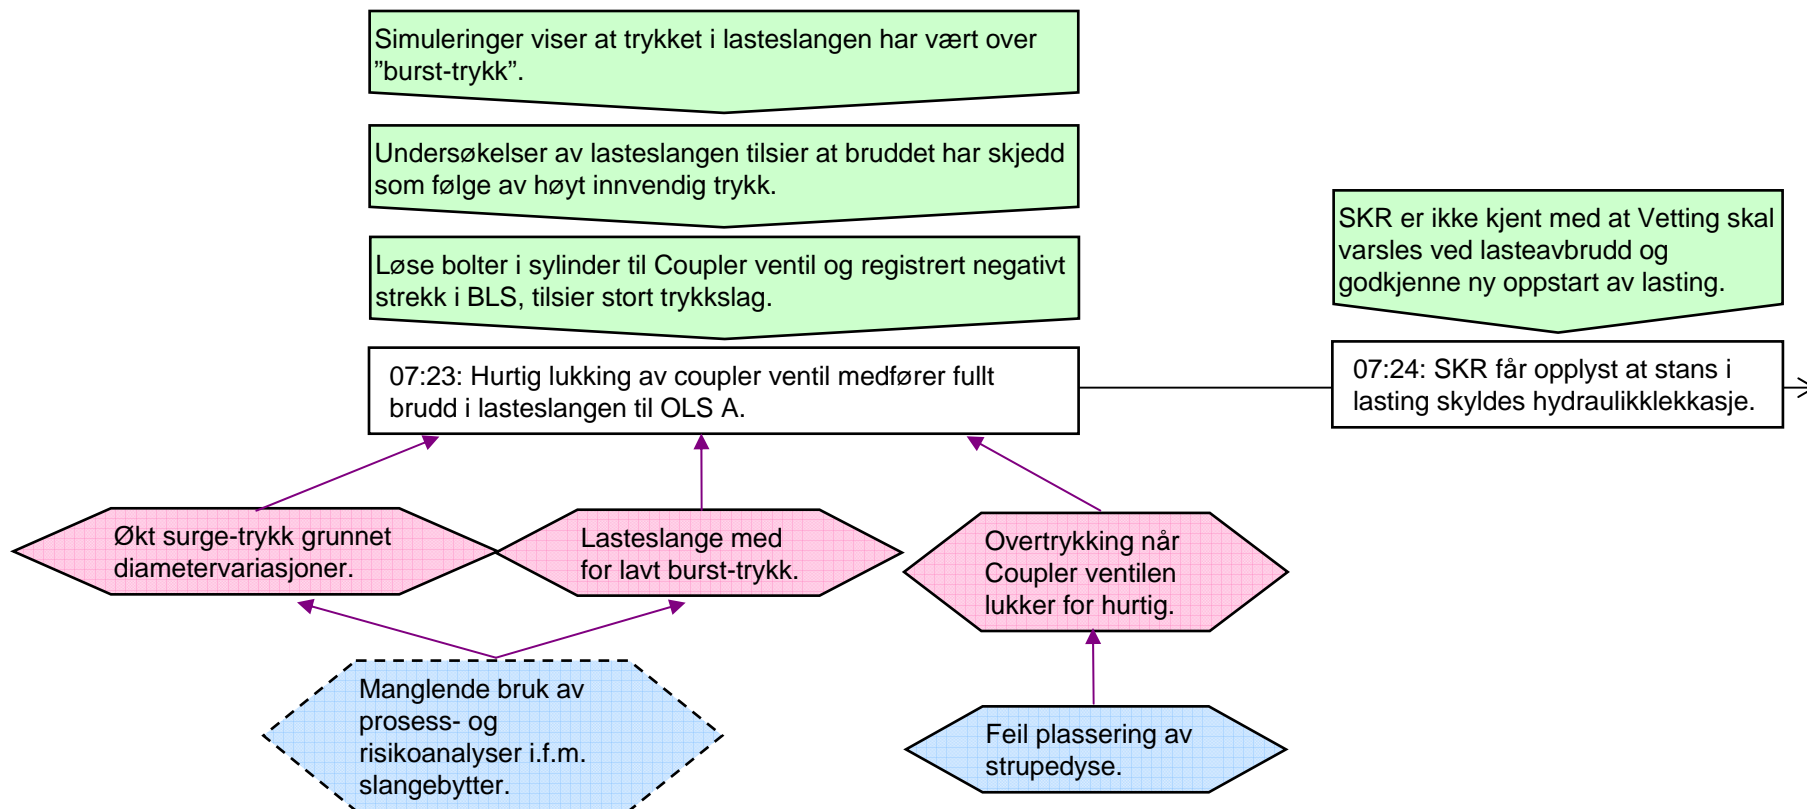 Simuleringer viser at trykket i lasteslangen har vært over
”burst-trykk”.
Undersøkelser av lasteslangen tilsier at bruddet har skjedd
som følge av høyt innvendig trykk.
Løse bolter i sylinder til Coupler ventil og registrert negativt
strekk i BLS, tilsier stort trykkslag.
SKR er ikke kjent med at Vetting skal
varsles ved lasteavbrudd og
godkjenne ny oppstart av lasting.
07:23: Hurtig lukking av coupler ventil medfører fullt
brudd i lasteslangen til OLS A.
07:24: SKR får opplyst at stans i
lasting skyldes hydraulikklekkasje.
Økt surge-trykk grunnet
diametervariasjoner.
Lasteslange med
for lavt burst-trykk.
Overtrykking når
Coupler ventilen
lukker for hurtig.
Manglende bruk av
prosess- og
risikoanalyser i.f.m.
slangebytter.
Feil plassering av
strupedyse.